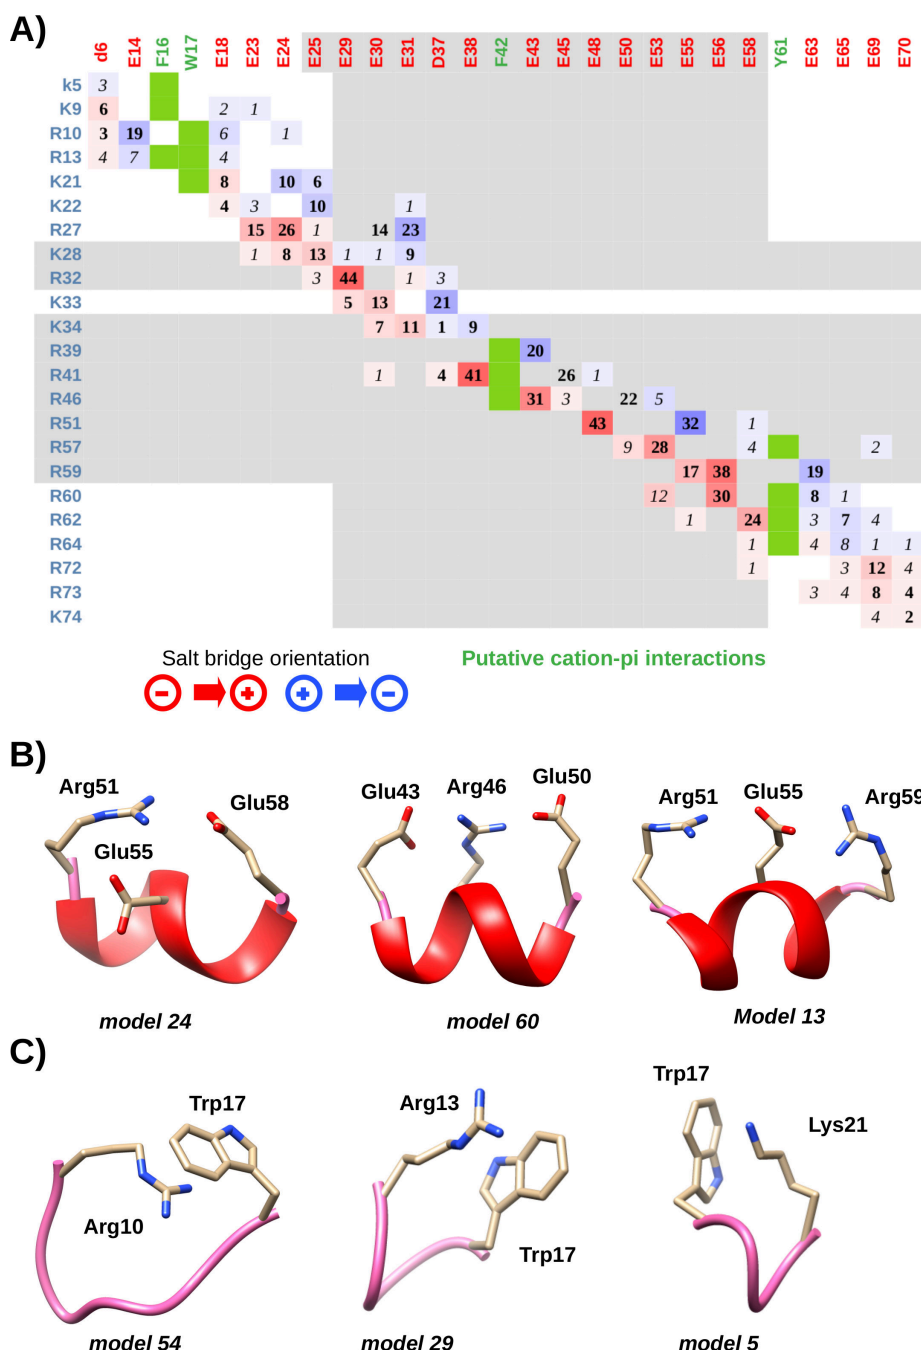 A)
d6 E14 F16 W17 E18 E23 E24 E25 E29 E30 E31 D37 E38 F42 E43 E45 E48 E50 E53 E55 E56 E58 Y61 E63 E65 E69 E70
k5 3
K9 6 2 1
R10 3 19 6 1
R13 4 7 4
K21 8 10 6
K22 4 3 10 1
R27 15 26 1 14 23
K28 1 8 13 1 1 9
R32 3 44 1 3
K33 5 13 21
K34 7 11 1 9
R39 20
R41 1 4 41 26 1
R46 31 3 22 5
R51 43 32 1
R57 9 28 4 2
R59 17 38 19
R60 12 30 8 1
R62 1 24 3 7 4
R64 1 4 8 1 1
R72 1 3 12 4
R73 3 4 8 4
K74 4 2
Salt bridge orientation Putative cation-pi interactions
− + + −
B)
Arg51 Glu58 Glu55
model 24
Glu43 Arg46 Glu50
model 60
Arg51 Glu55 Arg59
Model 13
C)
Trp17
Arg10
model 54
Arg13
Trp17
model 29
Trp17
Lys21
model 5